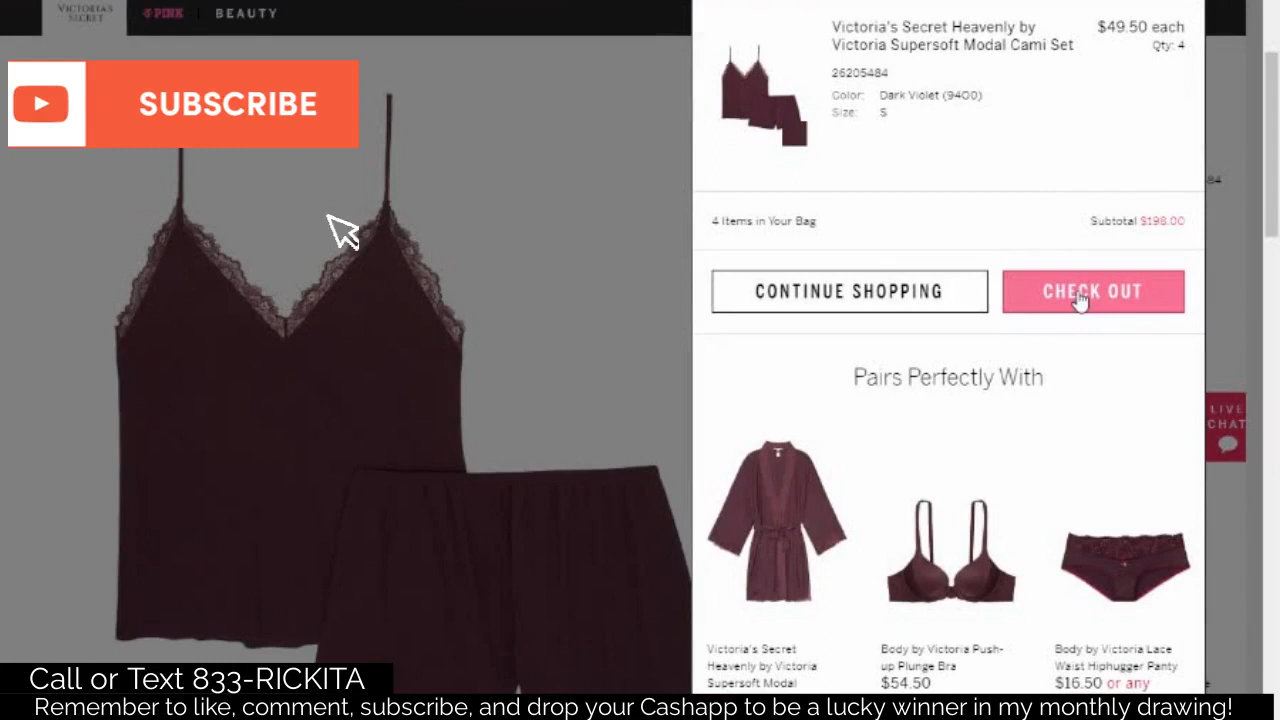 VICTORIA'S
SECRET
PINK
BEAUTY
SUBSCRIBE
Victoria's Secret Heavenly by
Victoria Supersoft Modal Cami Set
$49.50 each
Qty: 4
26205484
Color: Dark Violet (9400)
Size: S
84
4 Items in Your Bag
Subtotal $198.00
CONTINUE SHOPPING
CHECK OUT
Pairs Perfectly With
LIVE
CHAT
Victoria's Secret
Heavenly by Victoria
Supersoft Modal
Body by Victoria Push-
up Plunge Bra
$54.50
Body by Victoria Lace
Waist Hiphugger Panty
$16.50 or any
Call or Text 833-RICKITA
Remember to like, comment, subscribe, and drop your Cashapp to be a lucky winner in my monthly drawing!